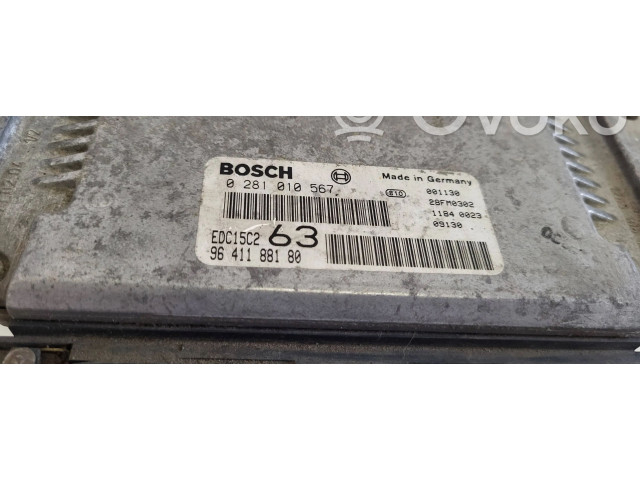 BOSCH
Made in Germany
0 281 010 567
001130
28FM0302
1184 0023
09130
EDC15C2 63
96 411 881 80